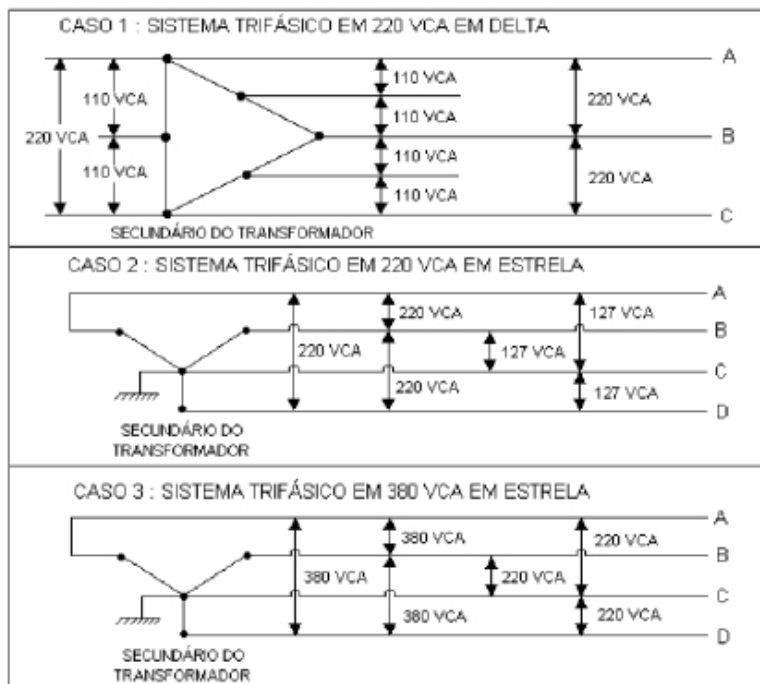 CASO 1 : SISTEMA TRIFÁSICO EM 220 VCA EM DELTA
A
110 VCA
110 VCA
220 VCA
110 VCA
220 VCA
B
110 VCA
110 VCA
220 VCA
110 VCA
C
SECUNDÁRIO DO TRANSFORMADOR
CASO 2 : SISTEMA TRIFÁSICO EM 220 VCA EM ESTRELA
A
220 VCA
127 VCA
B
220 VCA
127 VCA
C
220 VCA
127 VCA
D
SECUNDÁRIO DO
TRANSFORMADOR
CASO 3 : SISTEMA TRIFÁSICO EM 380 VCA EM ESTRELA
A
380 VCA
220 VCA
B
380 VCA
220 VCA
C
380 VCA
220 VCA
D
SECUNDÁRIO DO
TRANSFORMADOR